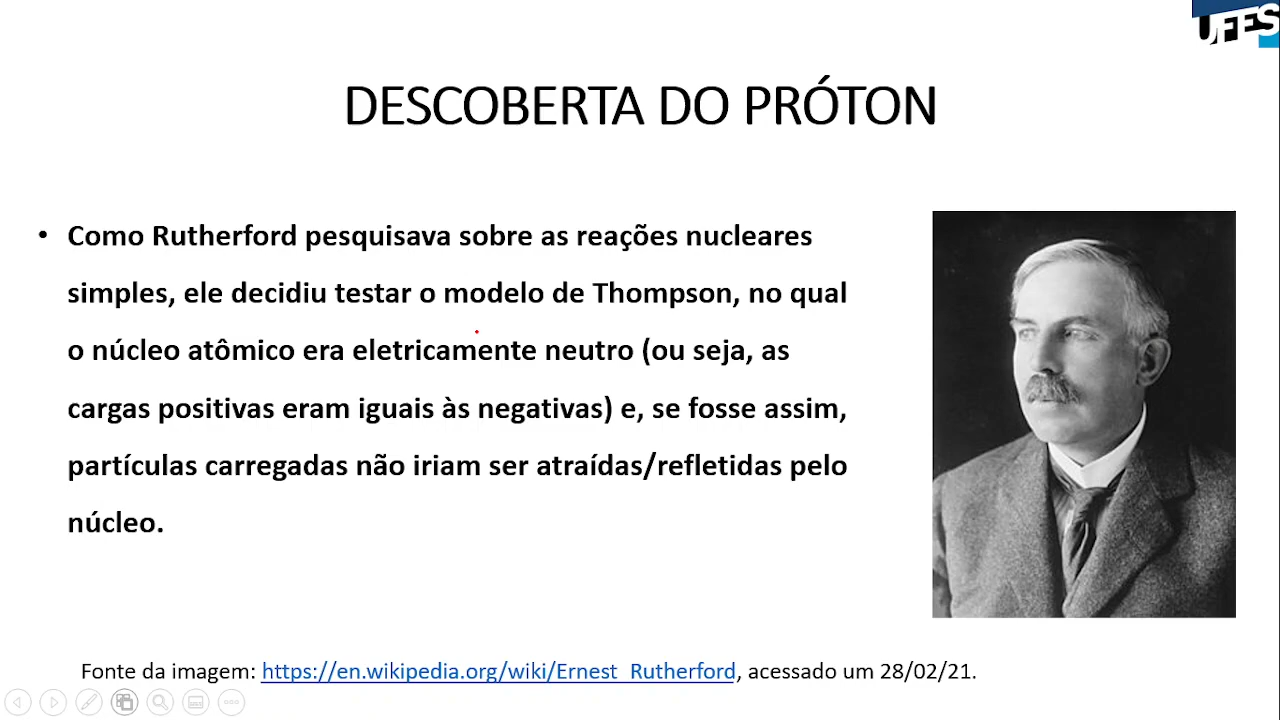 UFES
DESCOBERTA DO PRÓTON
• Como Rutherford pesquisava sobre as reações nucleares
simples, ele decidiu testar o modelo de Thompson, no qual
o núcleo atômico era eletricamente neutro (ou seja, as
cargas positivas eram iguais às negativas) e, se fosse assim,
partículas carregadas não iriam ser atraídas/refletidas pelo
núcleo.
Fonte da imagem: https://en.wikipedia.org/wiki/Ernest_Rutherford, acessado um 28/02/21.